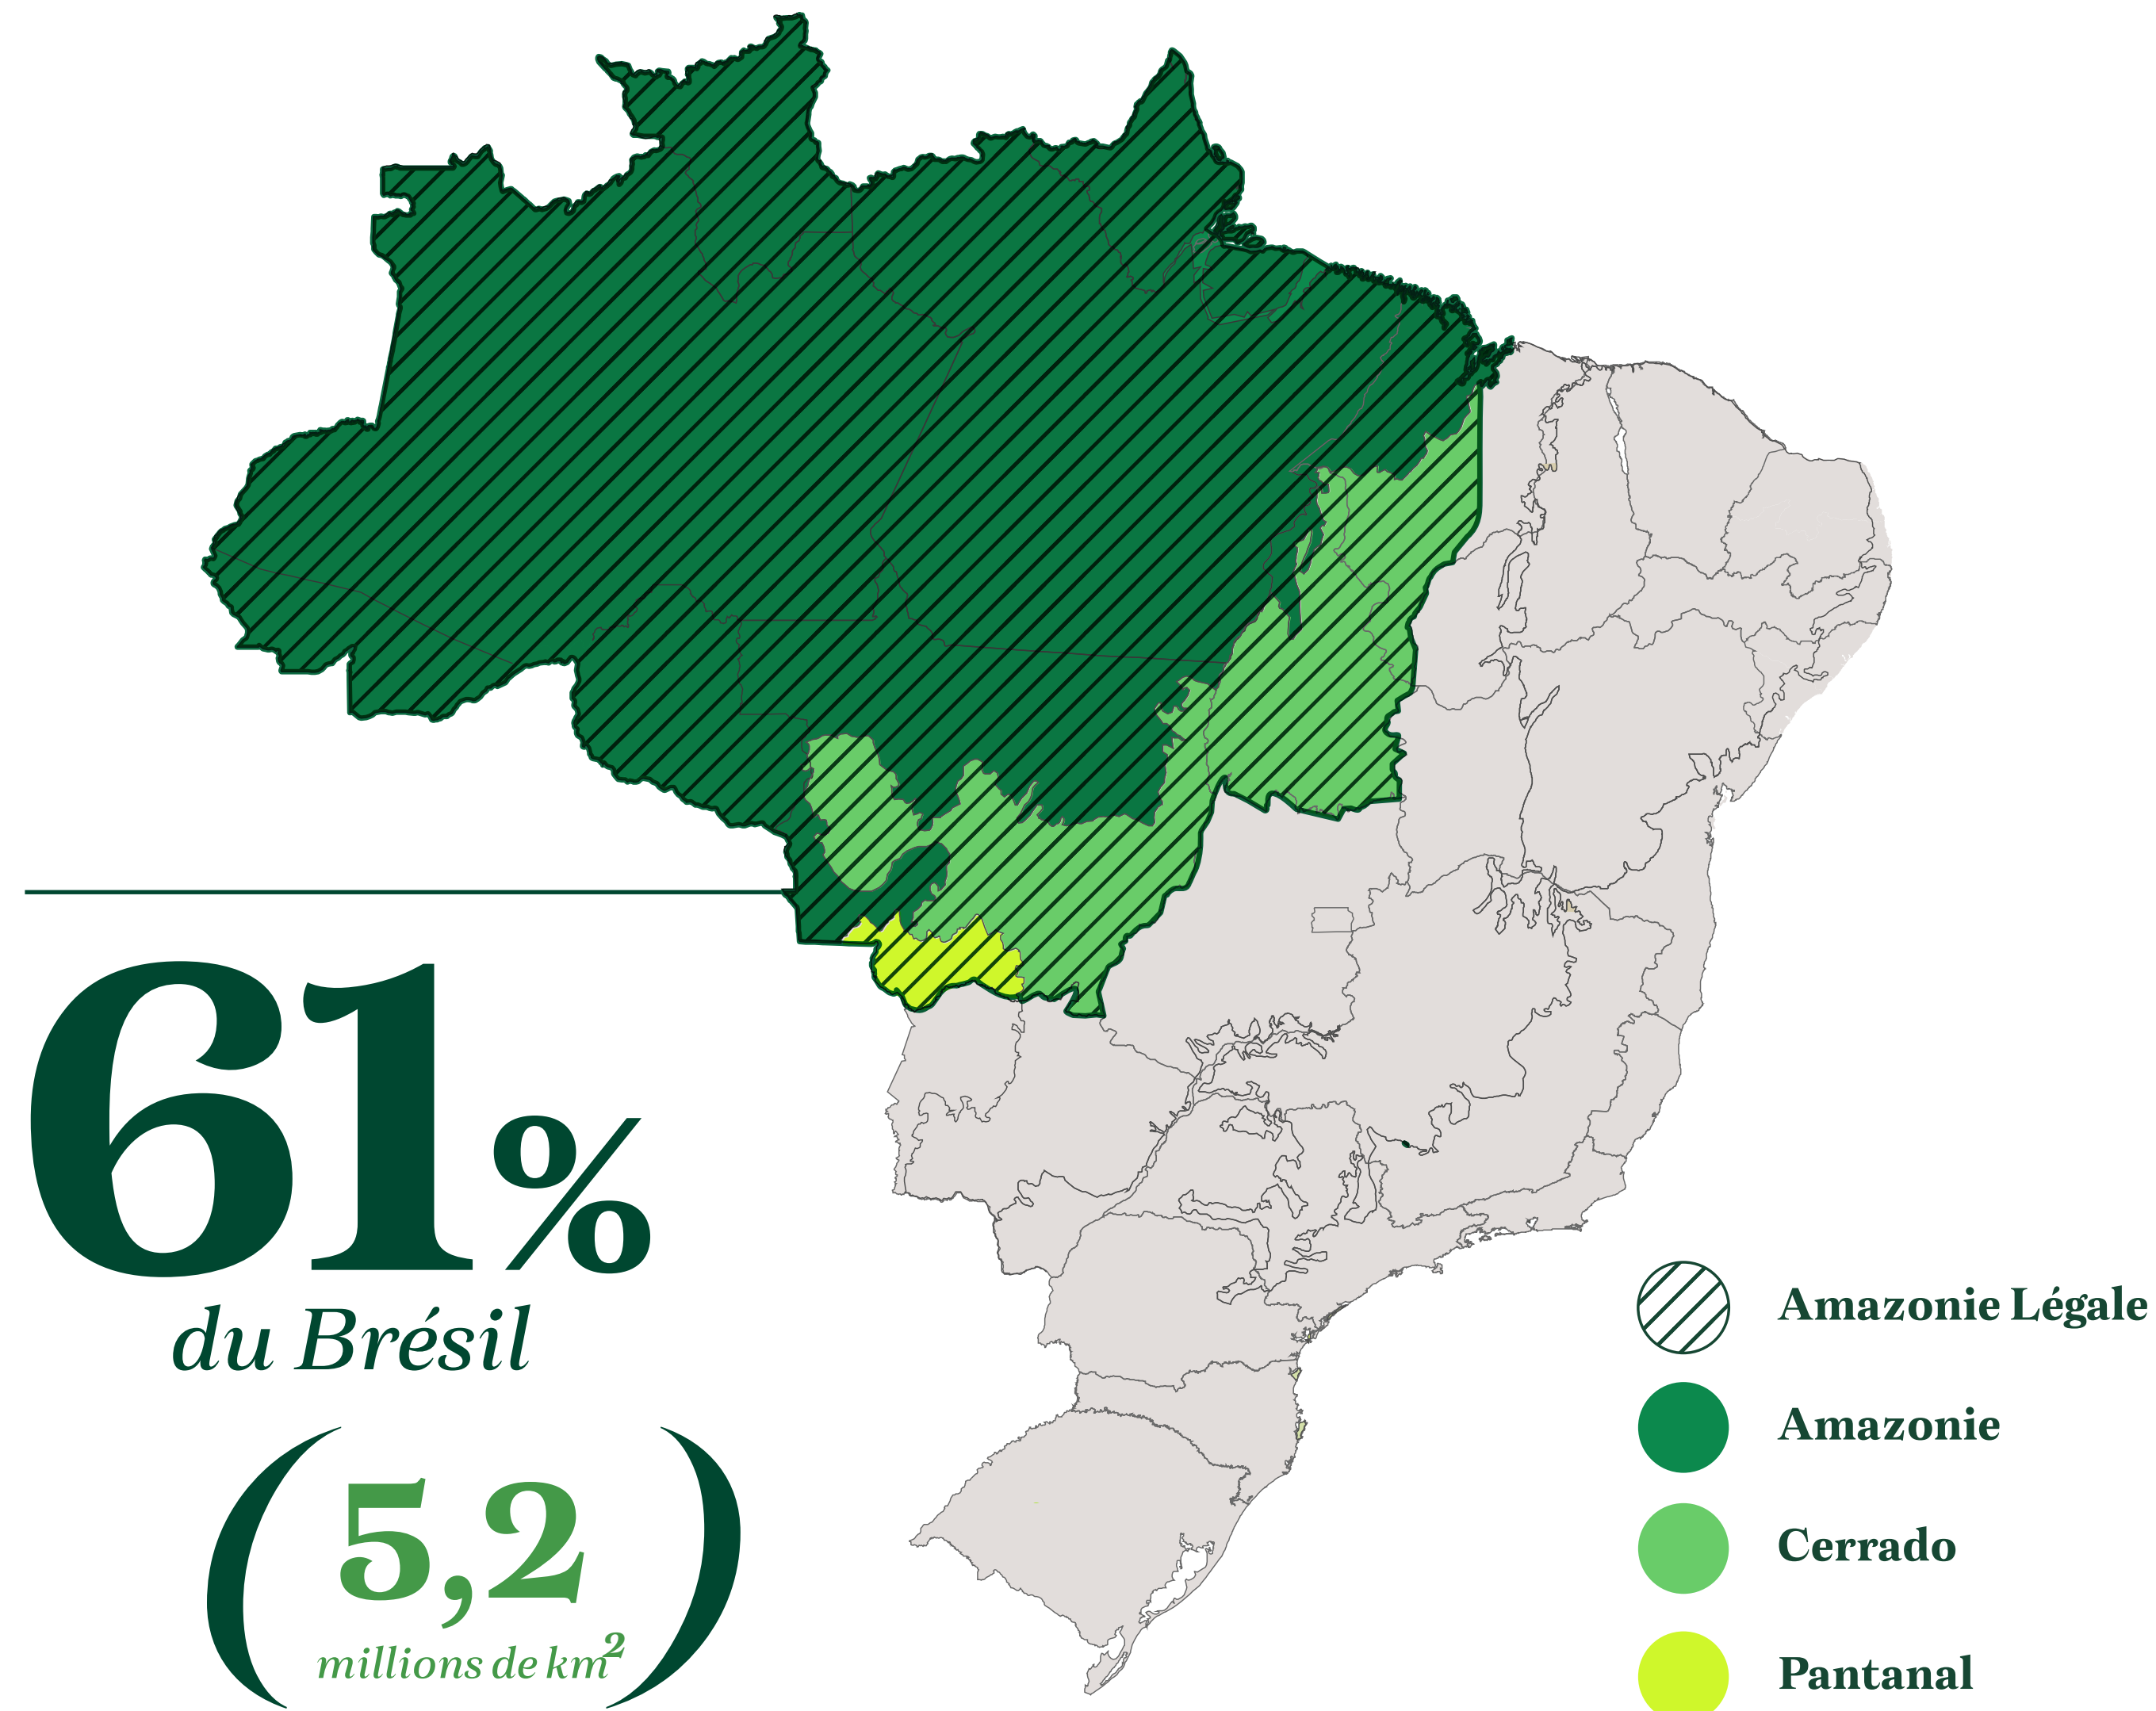 61%
du Brésil
(5,2
millions de km²)
Amazonie Légale
Amazonie
Cerrado
Pantanal